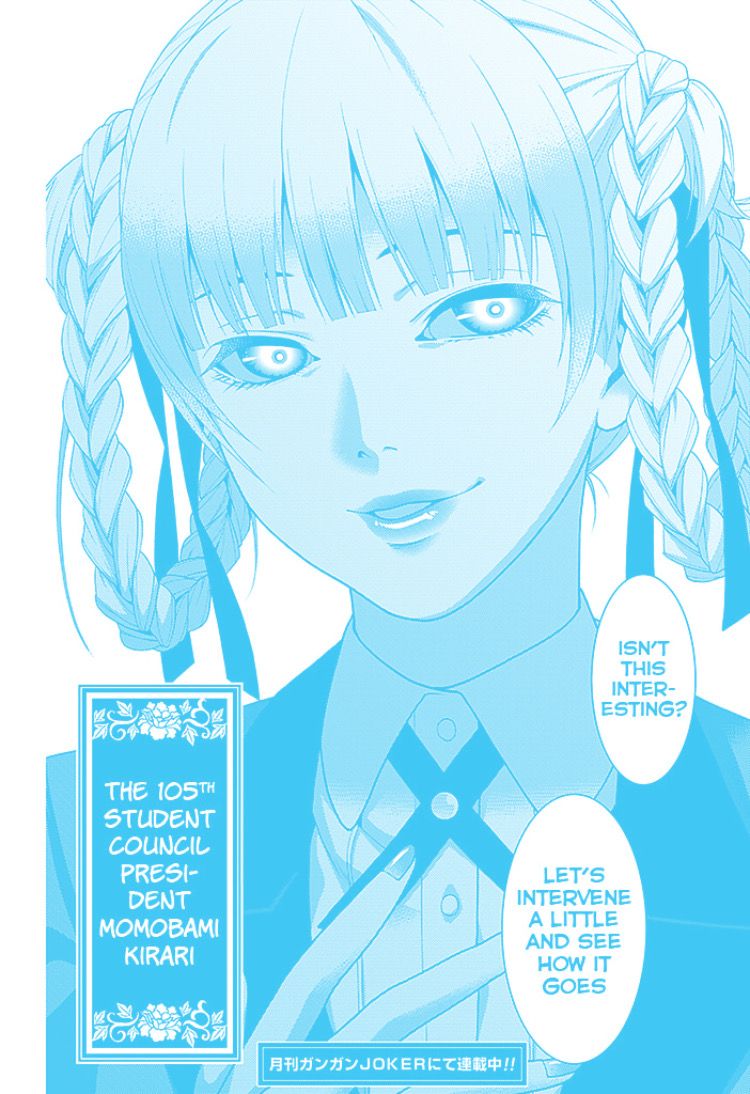 ISN'T
THIS
INTER-
ESTING?
LET'S
INTERVENE
A LITTLE
AND SEE
HOW IT
GOES
THE 105TH
STUDENT
COUNCIL
PRESI-
DENT
MOMOBAMI
KIRARI
月刊ガンガンJOKERにて連載中!!